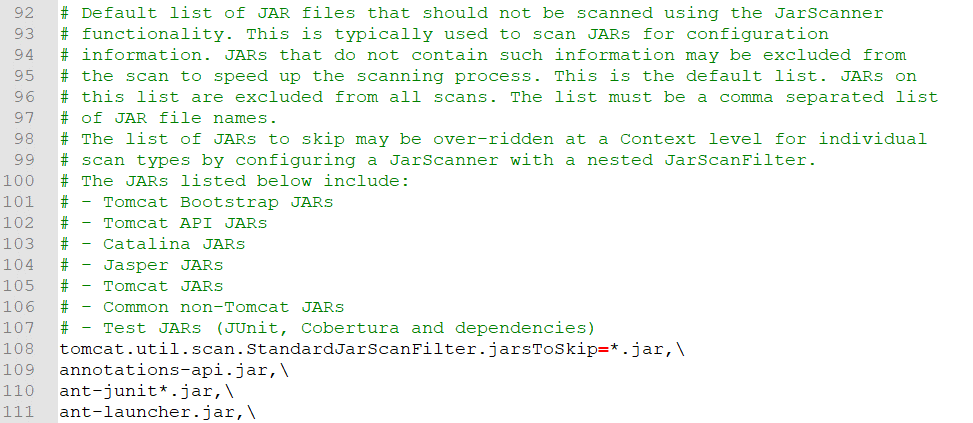 92 # Default list of JAR files that should not be scanned using the JarScanner
93 # functionality. This is typically used to scan JARs for configuration
94 # information. JARs that do not contain such information may be excluded from
95 # the scan to speed up the scanning process. This is the default list. JARs on
96 # this list are excluded from all scans. The list must be a comma separated list
97 # of JAR file names.
98 # The list of JARs to skip may be over-ridden at a Context level for individual
99 # scan types by configuring a JarScanner with a nested JarScanFilter.
100 # The JARs listed below include:
101 # - Tomcat Bootstrap JARs
102 # - Tomcat API JARs
103 # - Catalina JARs
104 # - Jasper JARs
105 # - Tomcat JARs
106 # - Common non-Tomcat JARs
107 # - Test JARs (JUnit, Cobertura and dependencies)
108 tomcat.util.scan.StandardJarScanFilter.jarsToSkip=*.jar,\
109 annotations-api.jar,\
110 ant-junit*.jar,\
111 ant-launcher.jar,\